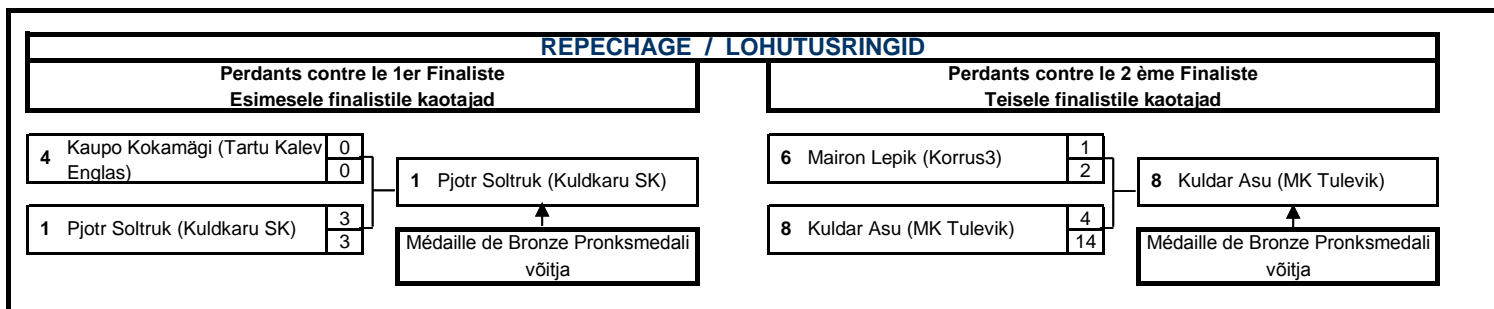 REPECHAGE / LOHUTUSRINGID
Perdants contre le 1er Finaliste
Esimesele finalistile kaotajad
Perdants contre le 2 ème Finaliste
Teisele finalistile kaotajad
4 Kaupo Kokamägi (Tartu Kalev Englas) 0
0
1 Pjotr Soltruk (Kuldkaru SK)
1 Pjotr Soltruk (Kuldkaru SK) 3
3
Médaille de Bronze Pronksmedali
võitja
6 Mairon Lepik (Korrus3) 1
2
8 Kuldar Asu (MK Tulevik)
8 Kuldar Asu (MK Tulevik) 4
14
Médaille de Bronze Pronksmedali
võitja